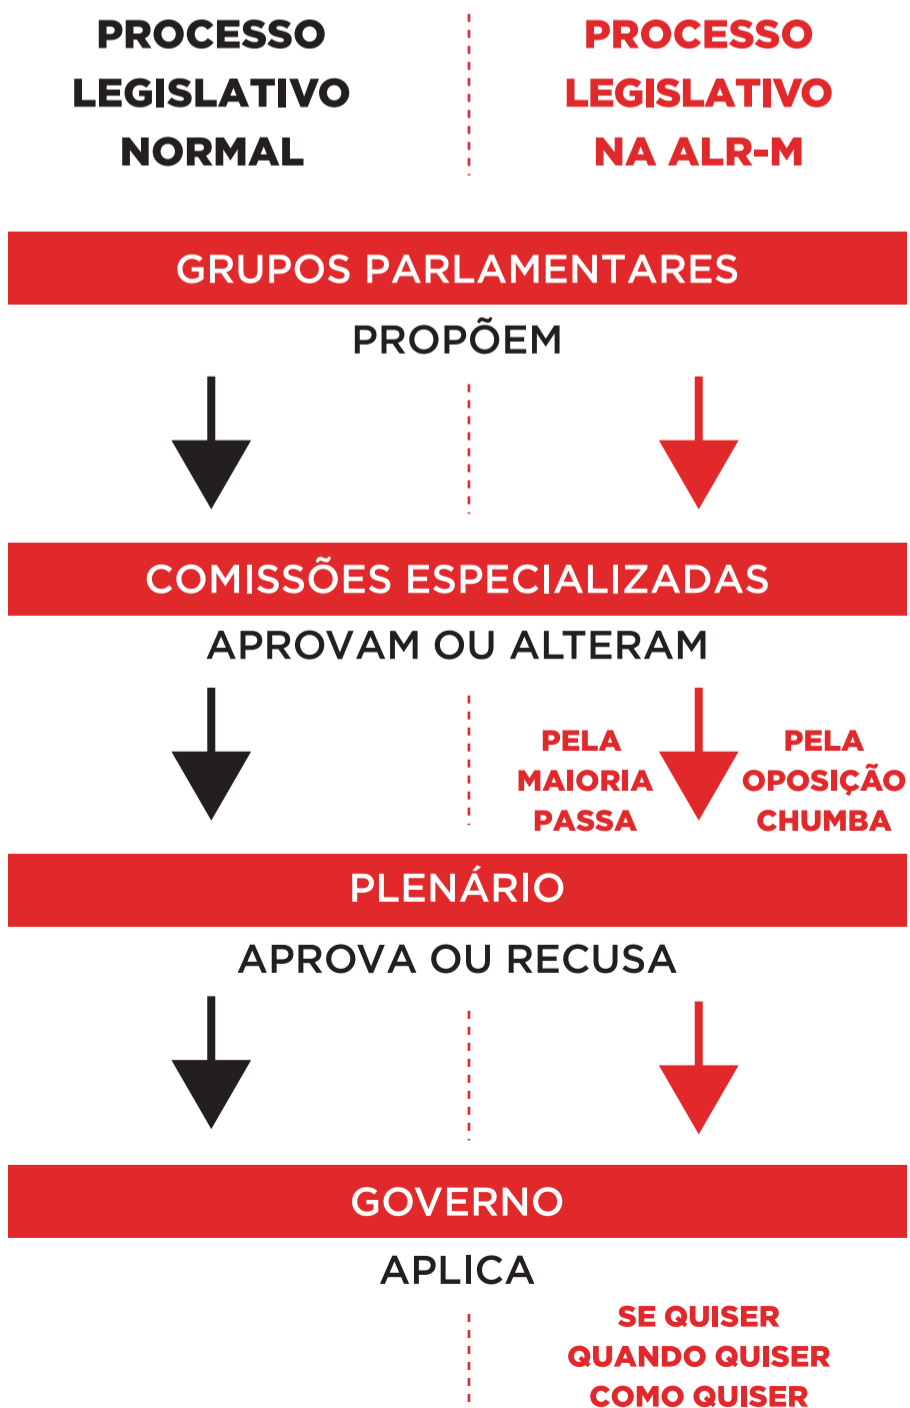 PROCESSO
LEGISLATIVO
NORMAL
PROCESSO
LEGISLATIVO
NA ALR-M
GRUPOS PARLAMENTARES
PROPÕEM
COMISSÕES ESPECIALIZADAS
APROVAM OU ALTERAM
PELA
MAIORIA
PASSA
PELA
OPOSIÇÃO
CHUMBA
PLENÁRIO
APROVA OU RECUSA
GOVERNO
APLICA
SE QUISER
QUANDO QUISER
COMO QUISER